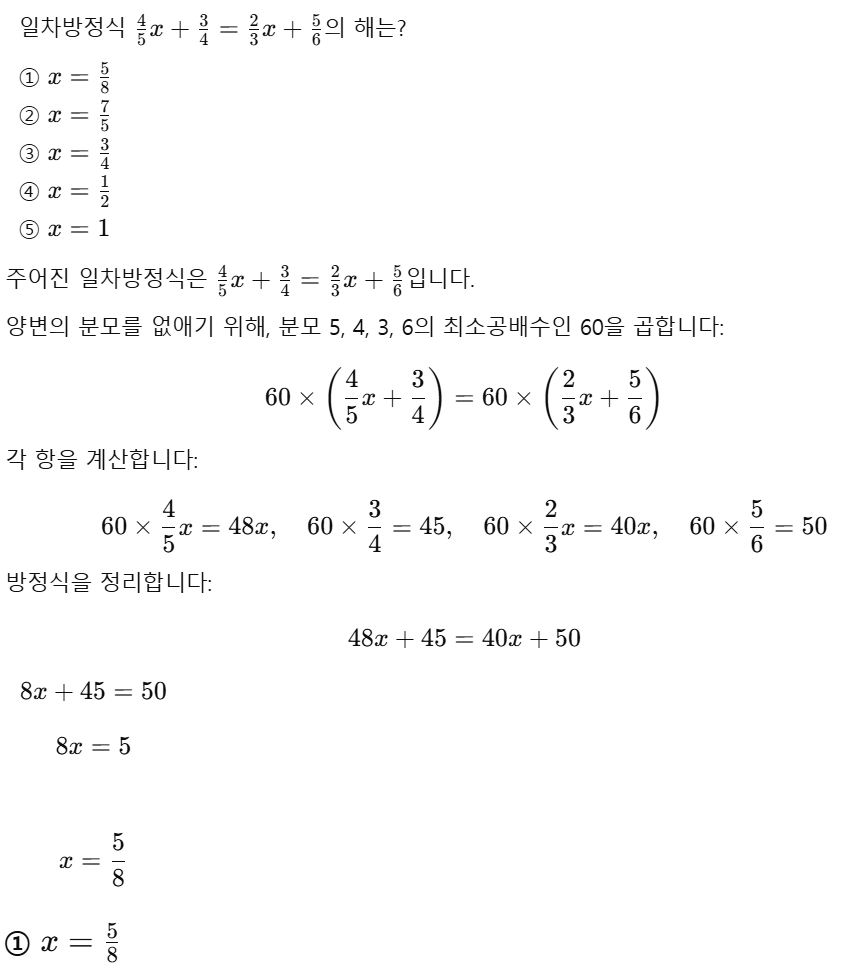 일차방정식 $\frac{4}{5}x + \frac{3}{4} = \frac{2}{3}x + \frac{5}{6}$의 해는?
① $x = \frac{5}{8}$
② $x = \frac{7}{5}$
③ $x = \frac{3}{4}$
④ $x = \frac{1}{2}$
⑤ $x = 1$
주어진 일차방정식은 $\frac{4}{5}x + \frac{3}{4} = \frac{2}{3}x + \frac{5}{6}$입니다.
양변의 분모를 없애기 위해, 분모 5, 4, 3, 6의 최소공배수인 60을 곱합니다:
$60 \times \left(\frac{4}{5}x + \frac{3}{4}\right) = 60 \times \left(\frac{2}{3}x + \frac{5}{6}\right)$
각 항을 계산합니다:
$60 \times \frac{4}{5}x = 48x, \quad 60 \times \frac{3}{4} = 45, \quad 60 \times \frac{2}{3}x = 40x, \quad 60 \times \frac{5}{6} = 50$
방정식을 정리합니다:
$48x + 45 = 40x + 50$
$8x + 45 = 50$
$8x = 5$
$x = \frac{5}{8}$
① $x = \frac{5}{8}$